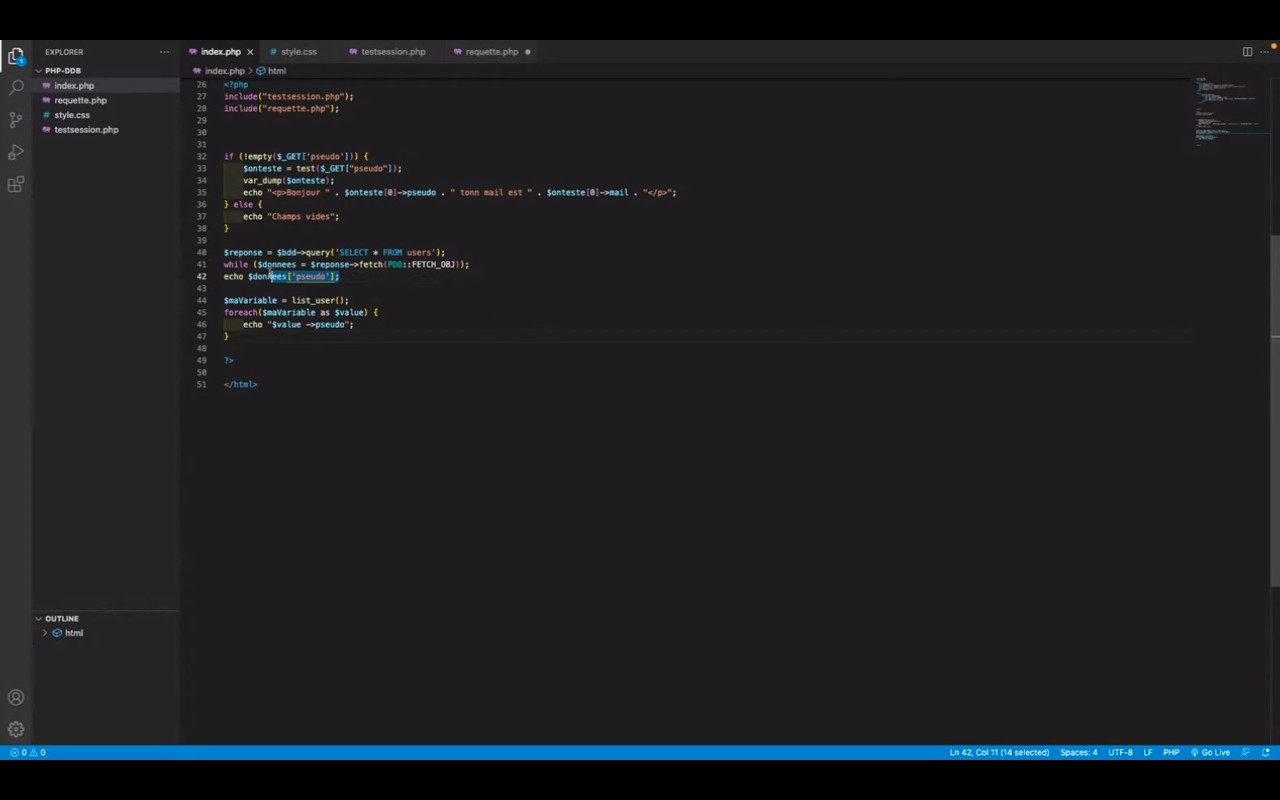 EXPLORER
PHP-DDB
index.php
requette.php
style.css
testsession.php
OUTLINE
html
index.php
style.css
testsession.php
requette.php
index.php > html
26 <?php
27 include("testsession.php");
28 include("requette.php");
29
30
31
32 if (!empty($_GET['pseudo'])) {
33 $onteste = test($_GET["pseudo"]);
34 var_dump($onteste);
35 echo "<p>Bonjour " . $onteste[0]->pseudo . " tonn mail est " . $onteste[0]->mail . "</p>";
36 } else {
37 echo "Champs vides";
38 }
39
40 $reponse = $bdd->query('SELECT * FROM users');
41 while ($donnees = $reponse->fetch(PDO::FETCH_OBJ));
42 echo $donnees['pseudo'];
43
44 $maVariable = list_user();
45 foreach($maVariable as $value) {
46 echo "$value ->pseudo";
47 }
48
49 ?>
50
51 </html>
0 0
Ln 42, Col 11 (14 selected)
Spaces: 4
UTF-8
LF
PHP
Go Live